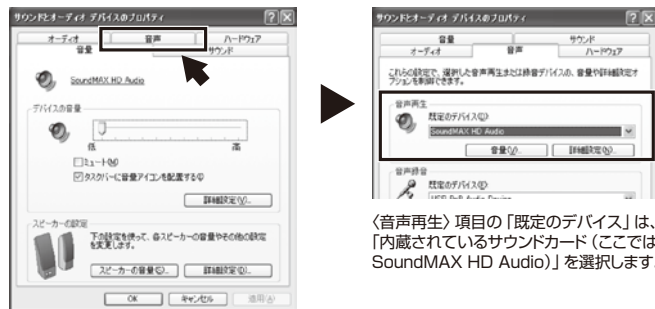 サウンドとオーディオ デバイスのプロパティ
オーディオ 音声 ハードウェア
音量 サウンド
SoundMAX HD Audio
デバイスの音量
低 高
ミュート(M)
タスクバーに音量アイコンを配置する(I)
詳細設定(V)...
スピーカーの設定
下の設定を使って、各スピーカーの音量やその他の設定
を変更します。
スピーカーの音量(S)... 詳細設定(D)...
OK キャンセル 適用(A)
サウンドとオーディオ デバイスのプロパティ
音量 サウンド
オーディオ 音声 ハードウェア
これらの設定で、選択した音声再生または録音デバイスの、音量や詳細設定オ
プションを制御できます。
音声再生
既定のデバイス(D)
SoundMAX HD Audio
音量(V)... 詳細設定(N)...
音声録音
既定のデバイス(D)
USB PnP Audio Device
〈音声再生〉項目の「既定のデバイス」は、
「内蔵されているサウンドカード（ここでは
SoundMAX HD Audio）」を選択します